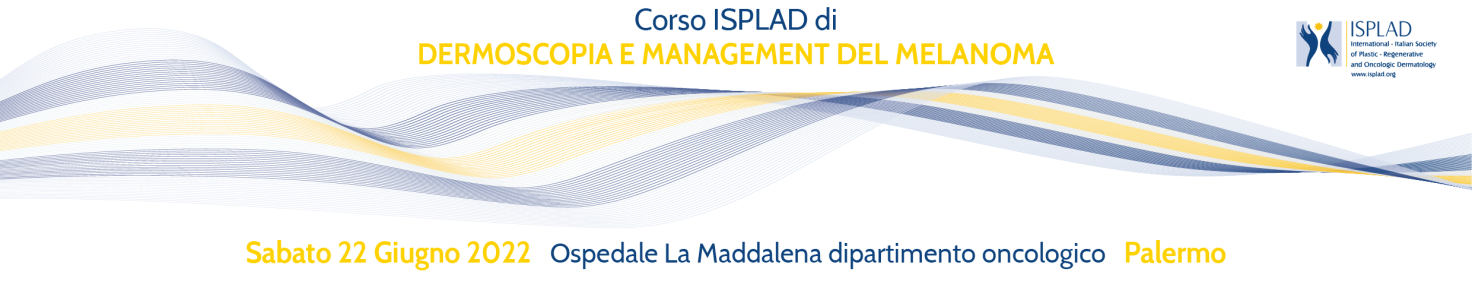 Corso ISPLAD di
DERMOSCOPIA E MANAGEMENT DEL MELANOMA
ISPLAD
International - Italian Society
of Plastic - Regenerative
and Oncologic Dermatology
www.isplad.org
Sabato 22 Giugno 2022 Ospedale La Maddalena dipartimento oncologico Palermo